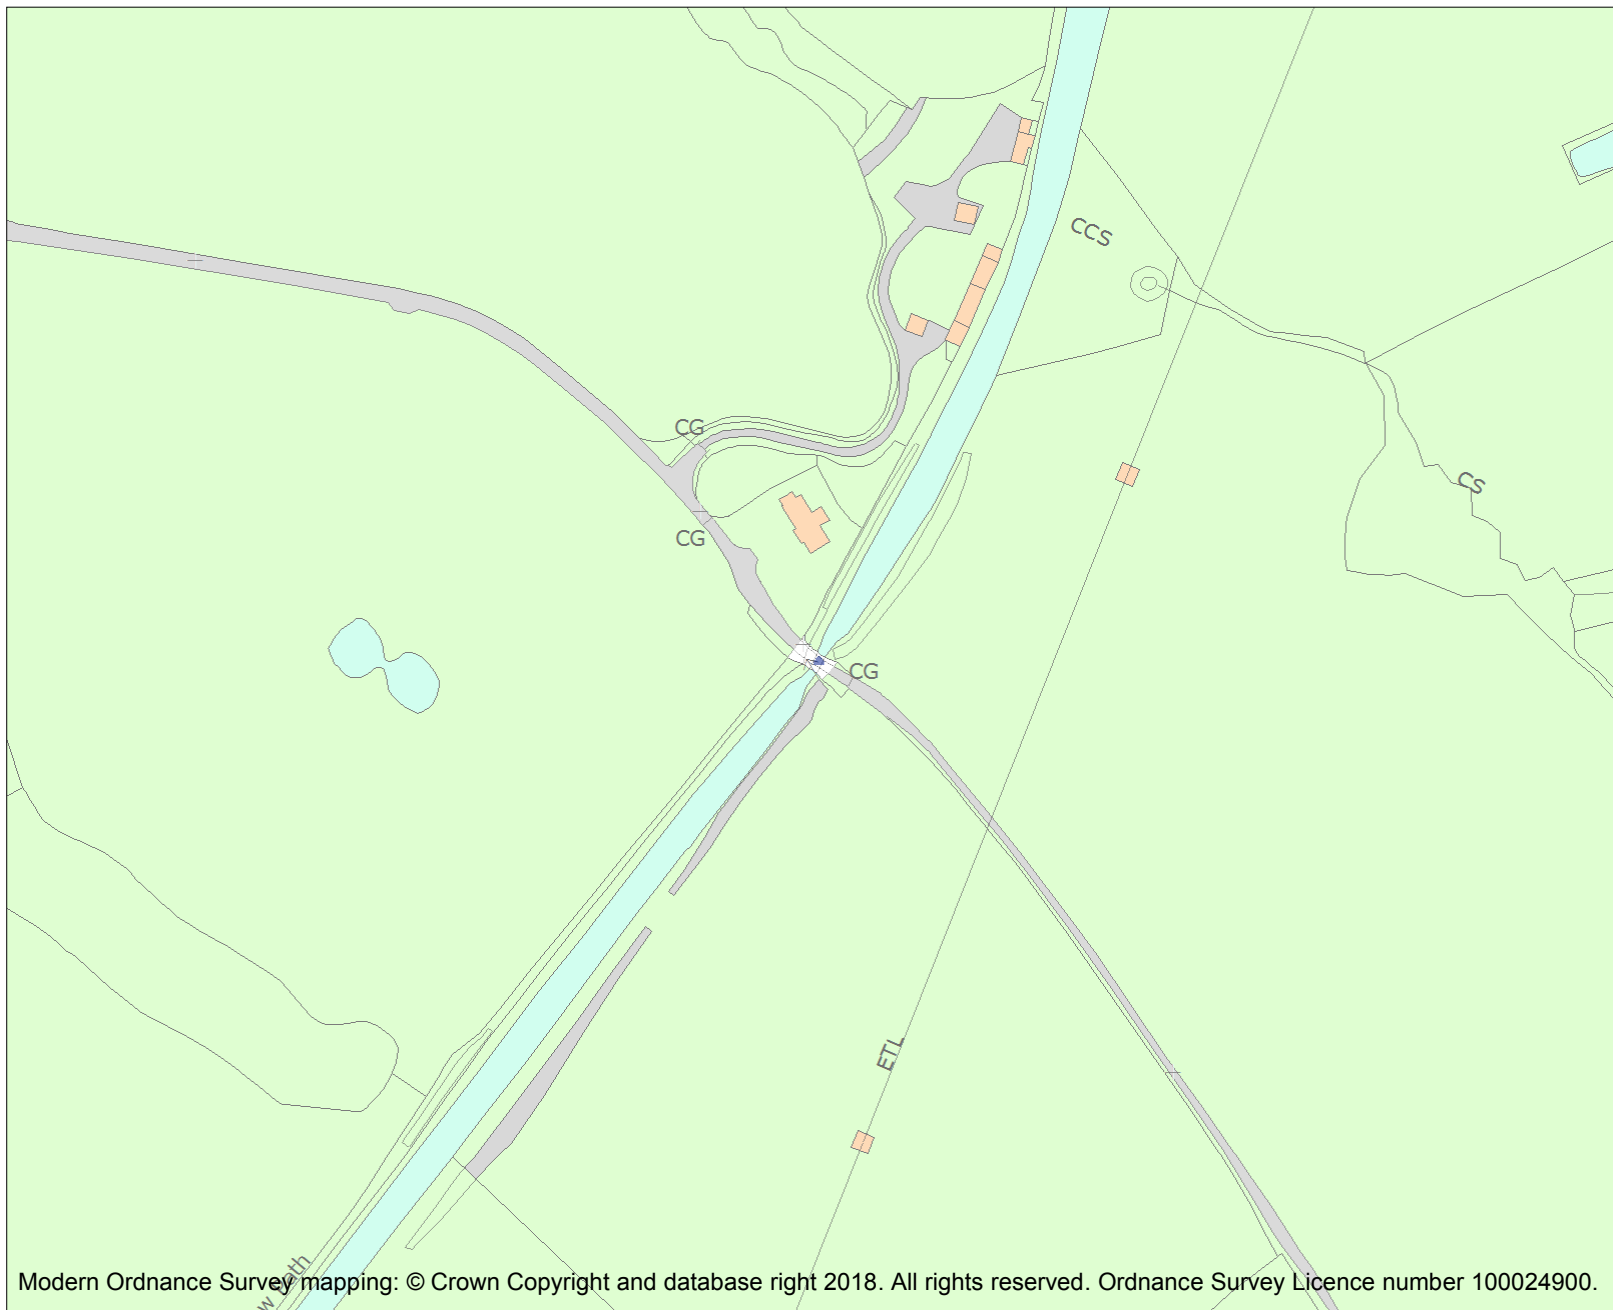 CCS
CG
CS
CG
CG
ETL
w Path
Modern Ordnance Survey mapping: © Crown Copyright and database right 2018. All rights reserved. Ordnance Survey Licence number 100024900.